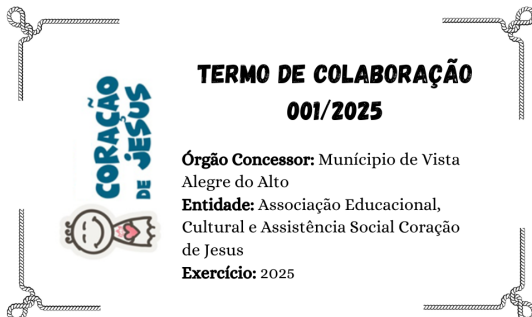 CORAÇÃO
DE JESUS
TERMO DE COLABORAÇÃO
001/2025
Órgão Concessor: Munícipio de Vista
Alegre do Alto
Entidade: Associação Educacional,
Cultural e Assistência Social Coração
de Jesus
Exercício: 2025